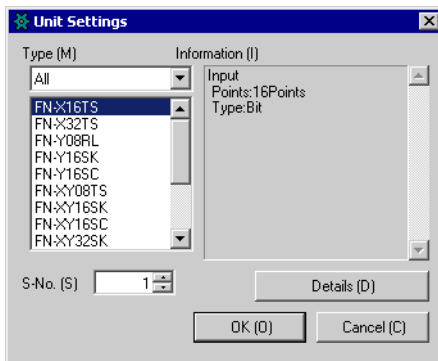 Unit Settings
Type (M)
Information (I)
All
Input
Points:16Points
Type:Bit
FN-X16TS
FN-X32TS
FN-Y08RL
FN-Y16SK
FN-Y16SC
FN-XY08TS
FN-XY16SK
FN-XY16SC
FN-XY32SK
S-No. (S)
1
Details (D)
OK (O)
Cancel (C)